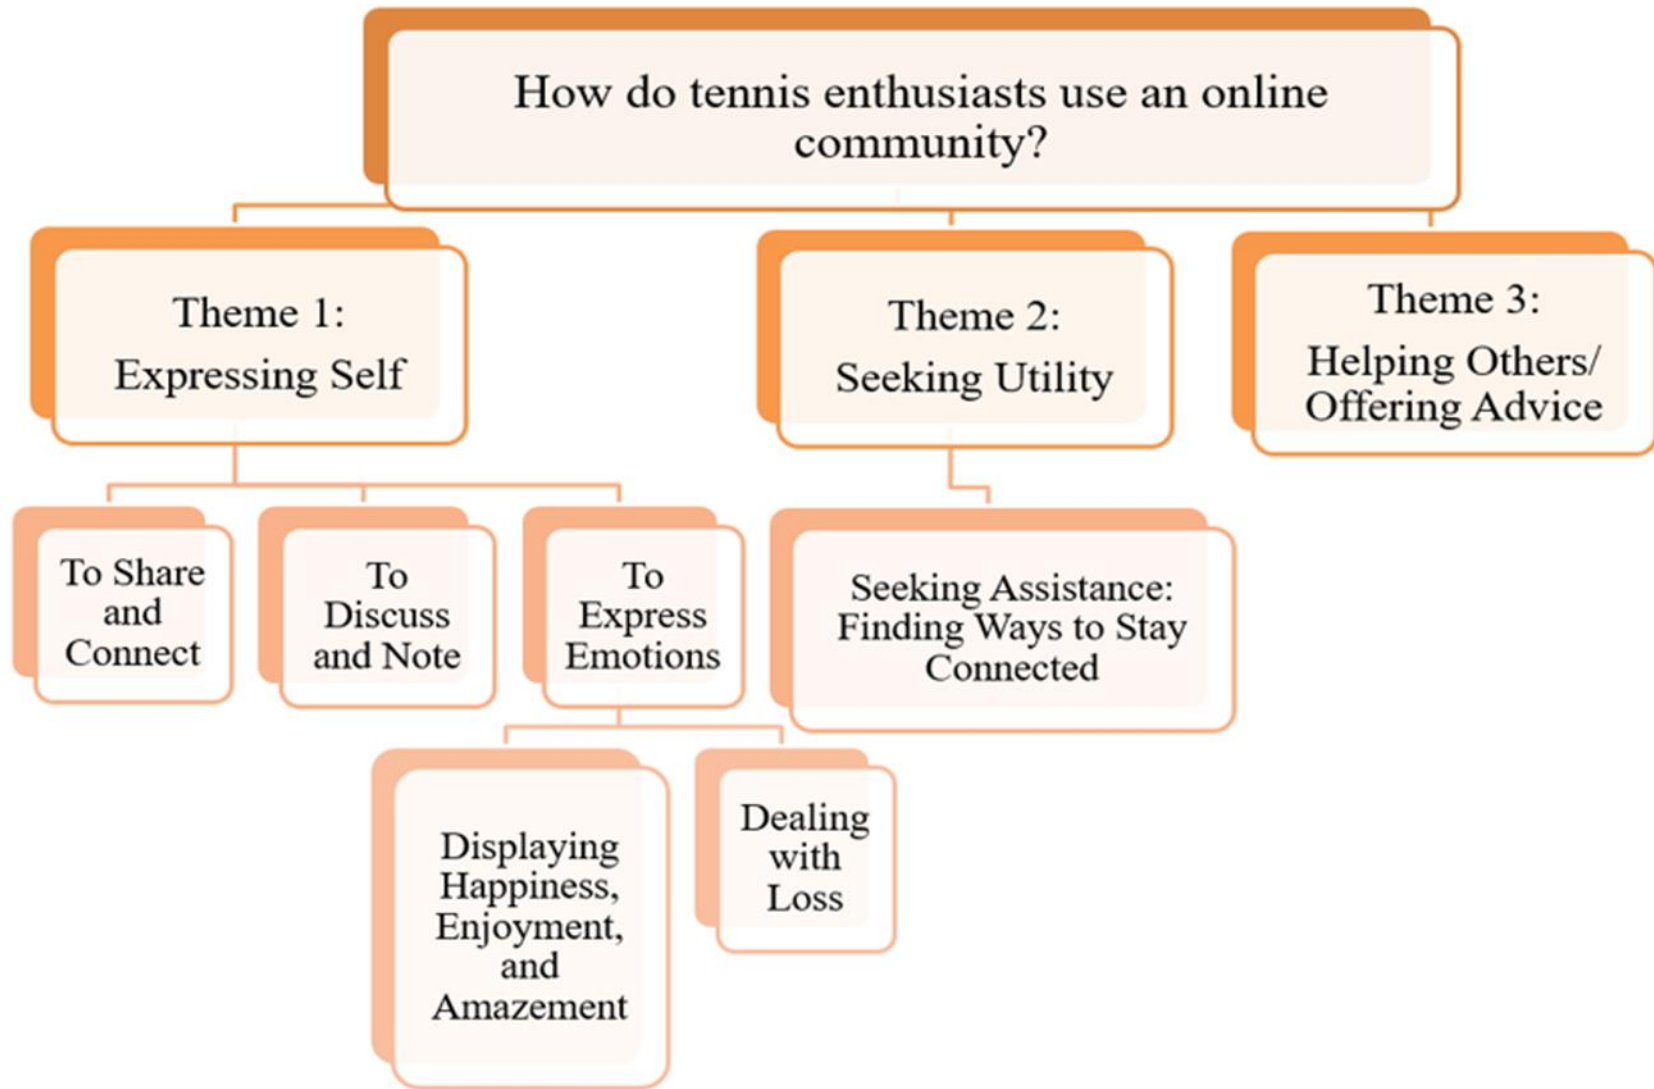 How do tennis enthusiasts use an online
community?
Theme 1:
Expressing Self
Theme 2:
Seeking Utility
Theme 3:
Helping Others/
Offering Advice
To Share
and
Connect
To
Discuss
and Note
To
Express
Emotions
Seeking Assistance:
Finding Ways to Stay
Connected
Displaying
Happiness,
Enjoyment,
and
Amazement
Dealing
with
Loss